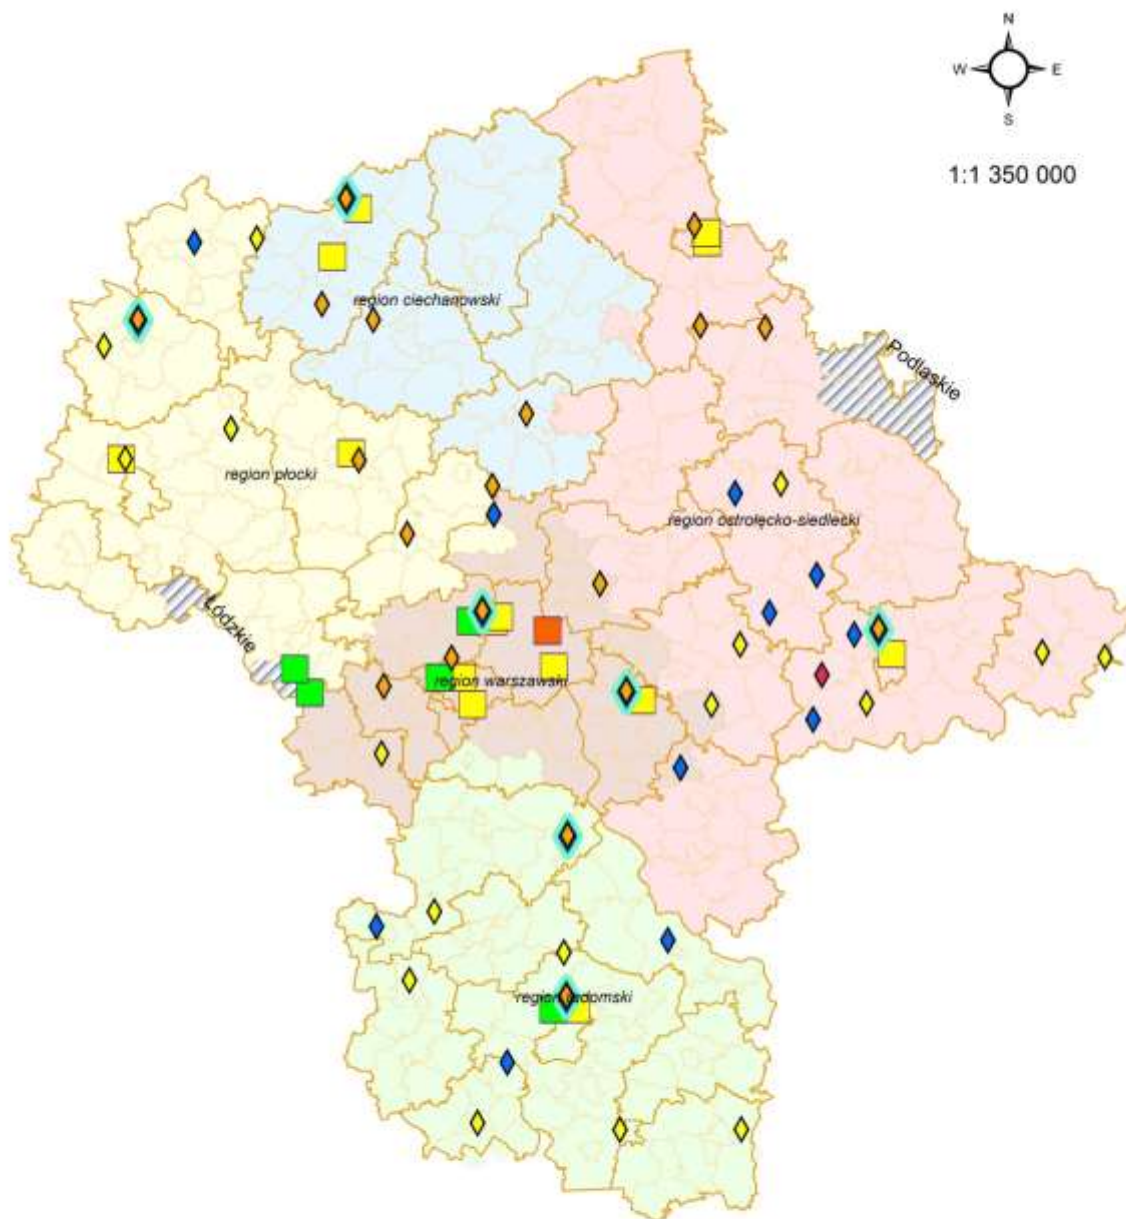 N
W E
S
1:1 350 000
region ciechanowski
Podlaskie
region płocki
region ostrołęcko-siedlecki
Łódzkie
region warszawski
region radomski